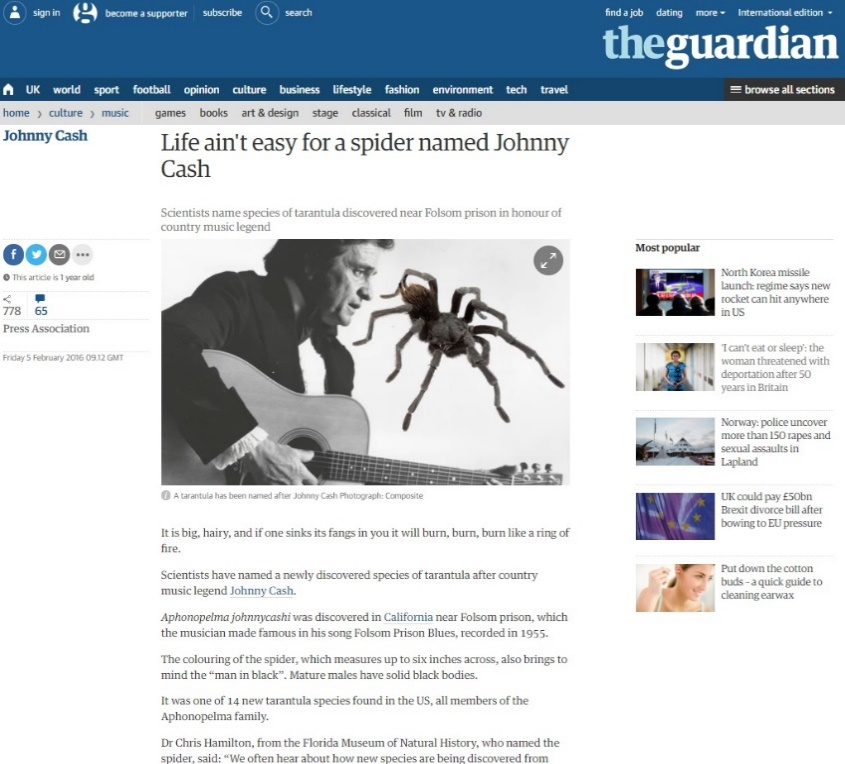 sign in
become a supporter
subscribe
search
find a job
dating
more
International edition
theguardian
UK
world
sport
football
opinion
culture
business
lifestyle
fashion
environment
tech
travel
browse all sections
home
culture
music
games
books
art & design
stage
classical
film
tv & radio
Johnny Cash
Life ain't easy for a spider named Johnny
Cash
Scientists name species of tarantula discovered near Folsom prison in honour of
country music legend
This article is 1 year old
778
65
Press Association
Friday 5 February 2016 09.12 GMT
A tarantula has been named after Johnny Cash Photograph: Composite
It is big, hairy, and if one sinks its fangs in you it will burn, burn, burn like a ring of
fire.
Scientists have named a newly discovered species of tarantula after country
music legend Johnny Cash.
Aphonopelma johnnycashi was discovered in California near Folsom prison, which
the musician made famous in his song Folsom Prison Blues, recorded in 1955.
The colouring of the spider, which measures up to six inches across, also brings to
mind the “man in black”. Mature males have solid black bodies.
It was one of 14 new tarantula species found in the US, all members of the
Aphonopelma family.
Dr Chris Hamilton, from the Florida Museum of Natural History, who named the
spider, said: “We often hear about how new species are being discovered from
Most popular
North Korea missile
launch: regime says new
rocket can hit anywhere
in US
'I can't eat or sleep': the
woman threatened with
deportation after 50
years in Britain
Norway: police uncover
more than 150 rapes and
sexual assaults in
Lapland
UK could pay £50bn
Brexit divorce bill after
bowing to EU pressure
Put down the cotton
buds – a quick guide to
cleaning earwax